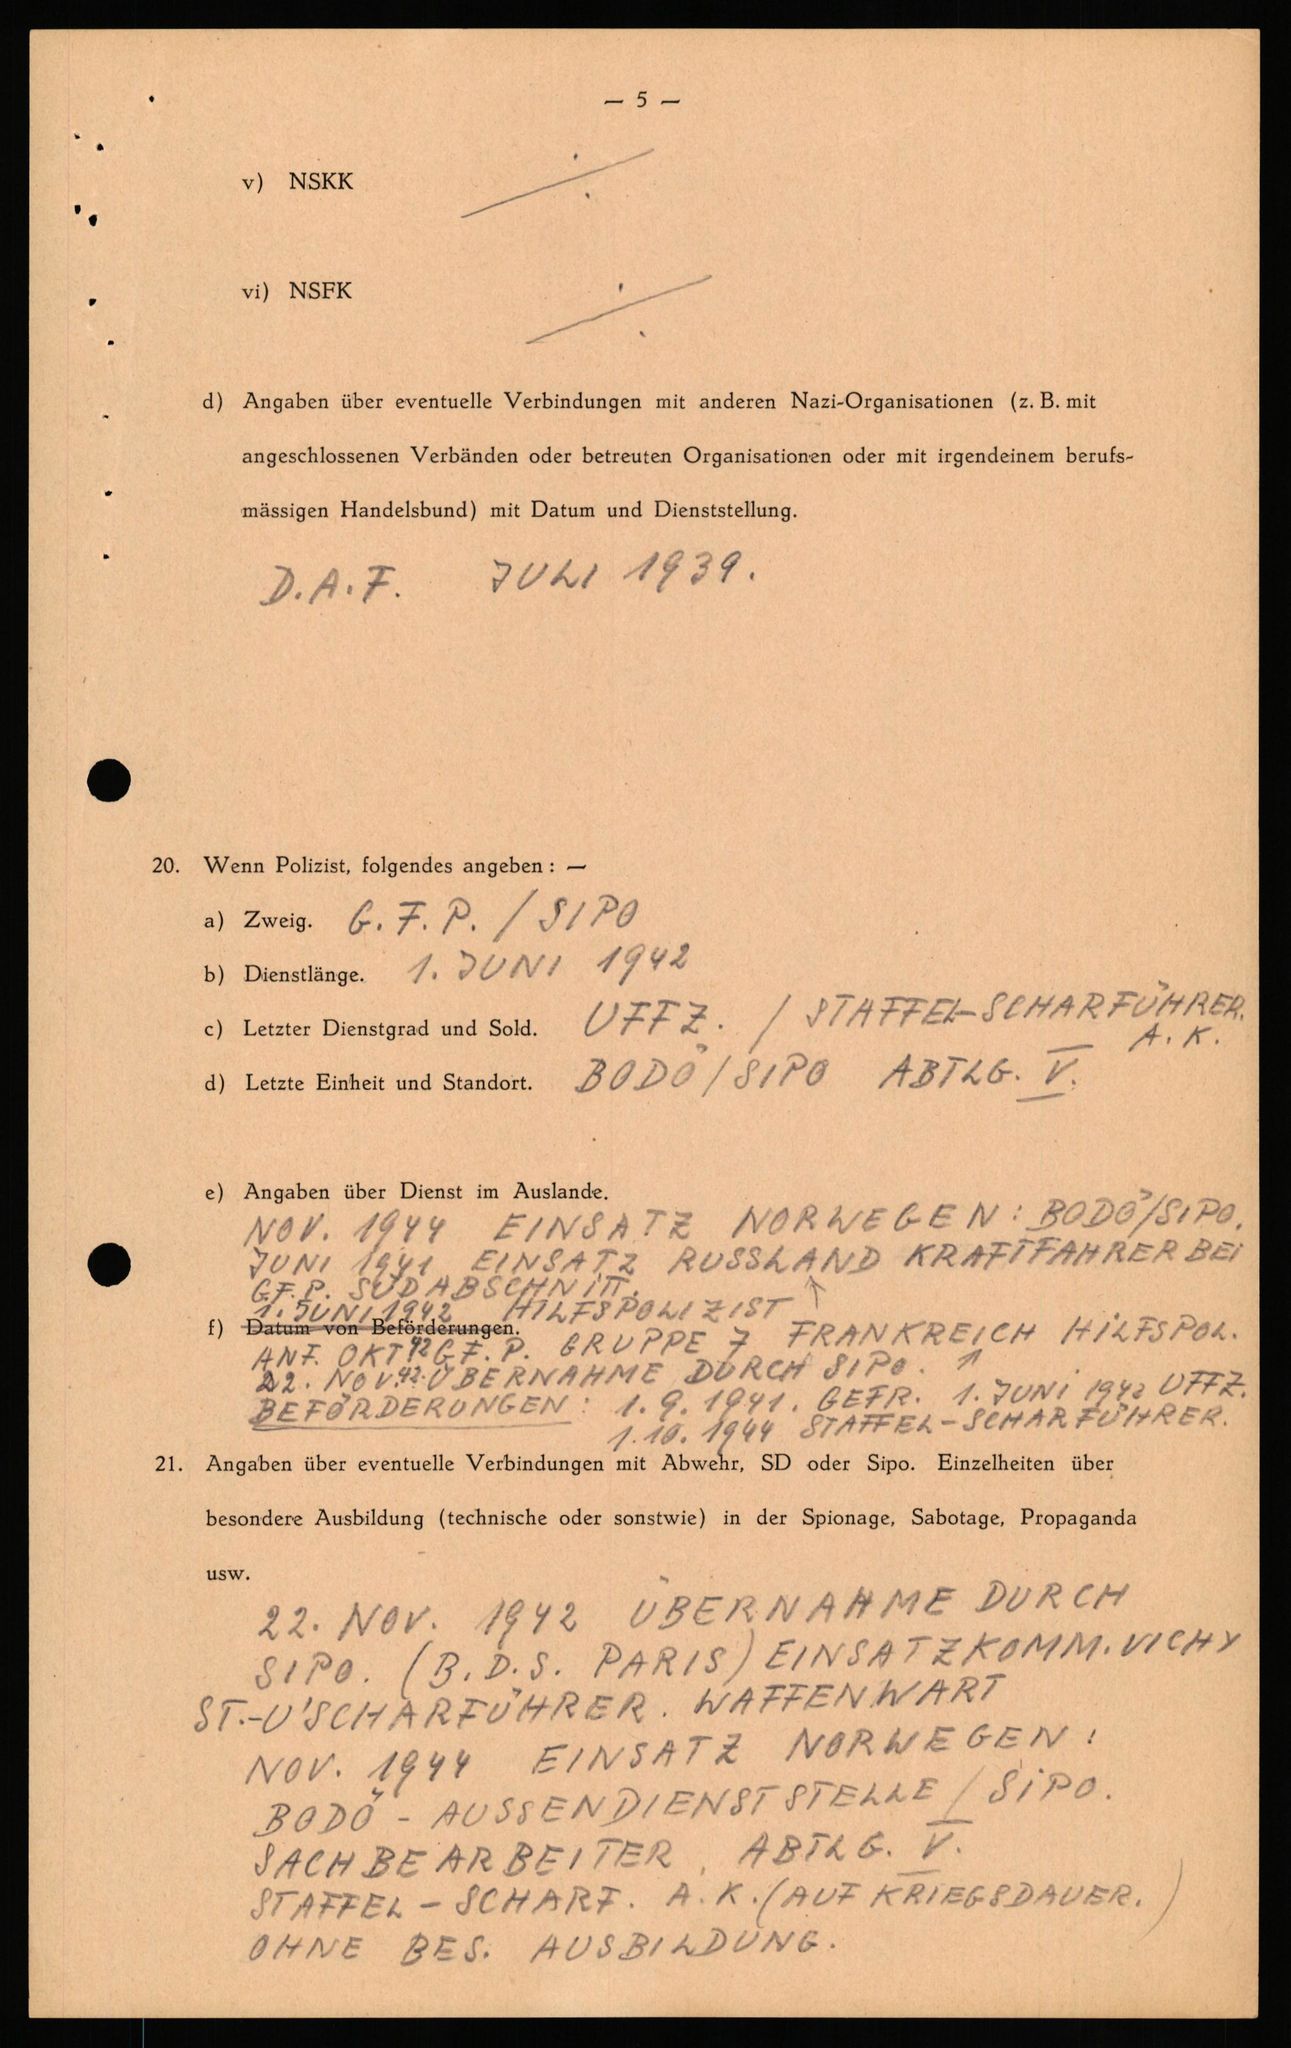 — 5 —
v) NSKK ./.
vi) NSFK ./.
d) Angaben über eventuelle Verbindungen mit anderen Nazi-Organisationen (z. B. mit
angeschlossenen Verbänden oder betreuten Organisationen oder mit irgendeinem berufs-
mässigen Handelsbund) mit Datum und Dienststellung.
D.A.F. JULI 1939.
20. Wenn Polizist, folgendes angeben: —
a) Zweig. G.F.P. / SIPO
b) Dienstlänge. 1. JUNI 1942
c) Letzter Dienstgrad und Sold. UFFZ. / STAFFEL-SCHARFÜHRER.
A.K.
d) Letzte Einheit und Standort. BODÖ/SIPO ABTLG. V.
e) Angaben über Dienst im Auslande.
NOV. 1944 EINSATZ NORWEGEN: BODÖ/SIPO.
JUNI 1941 EINSATZ RUSSLAND KRAFTFAHRER BEI
G.F.P. SÜDABSCHNITT.
1. JUNI 1942 HILFSPOLIZIST ↑
f) Datum von Beförderungen.
ANF. OKT 42 G.F.P. GRUPPE 7 FRANKREICH HILFSPOL.
22. NOV. 42. ÜBERNAHME DURCH SIPO. ↑
BEFÖRDERUNGEN: 1.9.1941. GEFR. 1. JUNI 1942 UFFZ.
1.10.1944 STAFFEL-SCHARFÜHRER.
21. Angaben über eventuelle Verbindungen mit Abwehr, SD oder Sipo. Einzelheiten über
besondere Ausbildung (technische oder sonstwie) in der Spionage, Sabotage, Propaganda
usw.
22. NOV. 1942 ÜBERNAHME DURCH
SIPO. (B.D.S. PARIS) EINSATZKOMM. VICHY
ST.-U'SCHARFÜHRER. WAFFENWART
NOV. 1944 EINSATZ NORWEGEN:
BODÖ - AUSSENDIENSTSTELLE / SIPO.
SACHBEARBEITER, ABTLG. V.
STAFFEL-SCHARF. A.K. (AUF KRIEGSDAUER.)
OHNE BES. AUSBILDUNG.